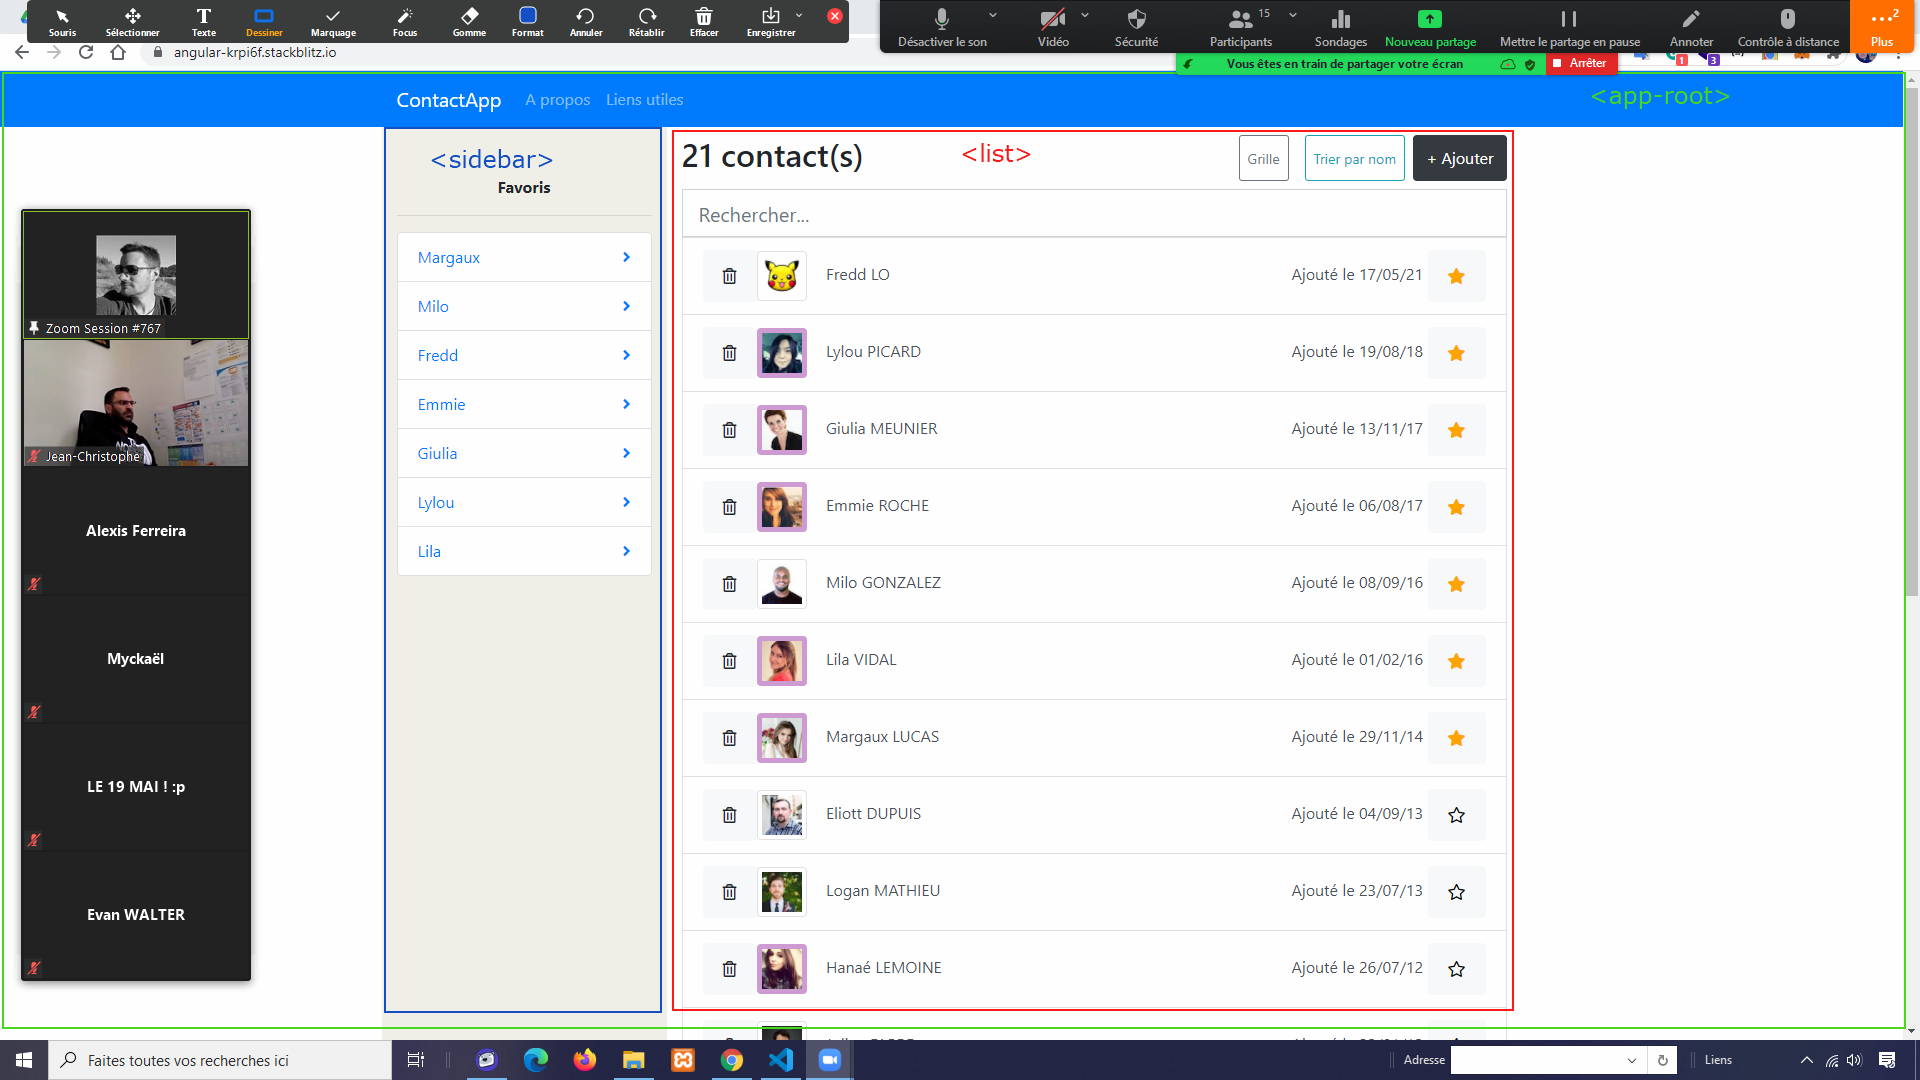 Souris
Sélectionner
Texte
Dessiner
Marquage
Focus
Gomme
Format
Annuler
Rétablir
Effacer
Enregistrer
Désactiver le son
Vidéo
Sécurité
15
Participants
Sondages
Nouveau partage
Mettre le partage en pause
Annoter
Contrôle à distance
2
Plus
angular-krpi6f.stackblitz.io
Vous êtes en train de partager votre écran
Arrêter
1
3
ContactApp
A propos
Liens utiles
<app-root>
<sidebar>
Favoris
Margaux
Milo
Fredd
Emmie
Giulia
Lylou
Lila
21 contact(s)
<list>
Grille
Trier par nom
+ Ajouter
Rechercher...
Fredd LO Ajouté le 17/05/21
Lylou PICARD Ajouté le 19/08/18
Giulia MEUNIER Ajouté le 13/11/17
Emmie ROCHE Ajouté le 06/08/17
Milo GONZALEZ Ajouté le 08/09/16
Lila VIDAL Ajouté le 01/02/16
Margaux LUCAS Ajouté le 29/11/14
Eliott DUPUIS Ajouté le 04/09/13
Logan MATHIEU Ajouté le 23/07/13
Hanaé LEMOINE Ajouté le 26/07/12
Zoom Session #767
Jean-Christophe
Alexis Ferreira
Myckaël
LE 19 MAI ! :p
Evan WALTER
Faites toutes vos recherches ici
Adresse
Liens